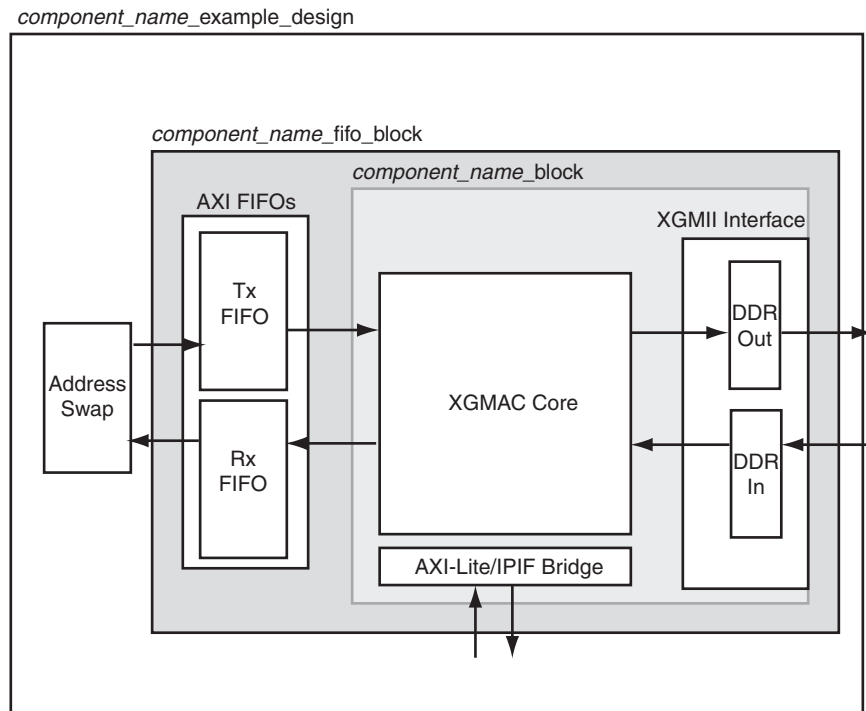 component_name_example_design
component_name_fifo_block
component_name_block
AXI FIFOs
XGMII Interface
Tx
FIFO
DDR
Out
Address
Swap
XGMAC Core
Rx
FIFO
DDR
In
AXI-Lite/IPIF Bridge